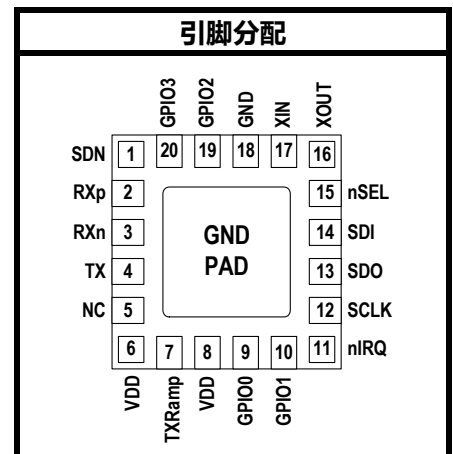 引脚分配
GPIO3 GPIO2 GND XIN XOUT
SDN 1 20 19 18 17 16
RXp 2 15 nSEL
RXn 3 GND 14 SDI
TX 4 PAD 13 SDO
NC 5 12 SCLK
6 7 8 9 10 11 nIRQ
VDD TXRamp VDD GPIO0 GPIO1